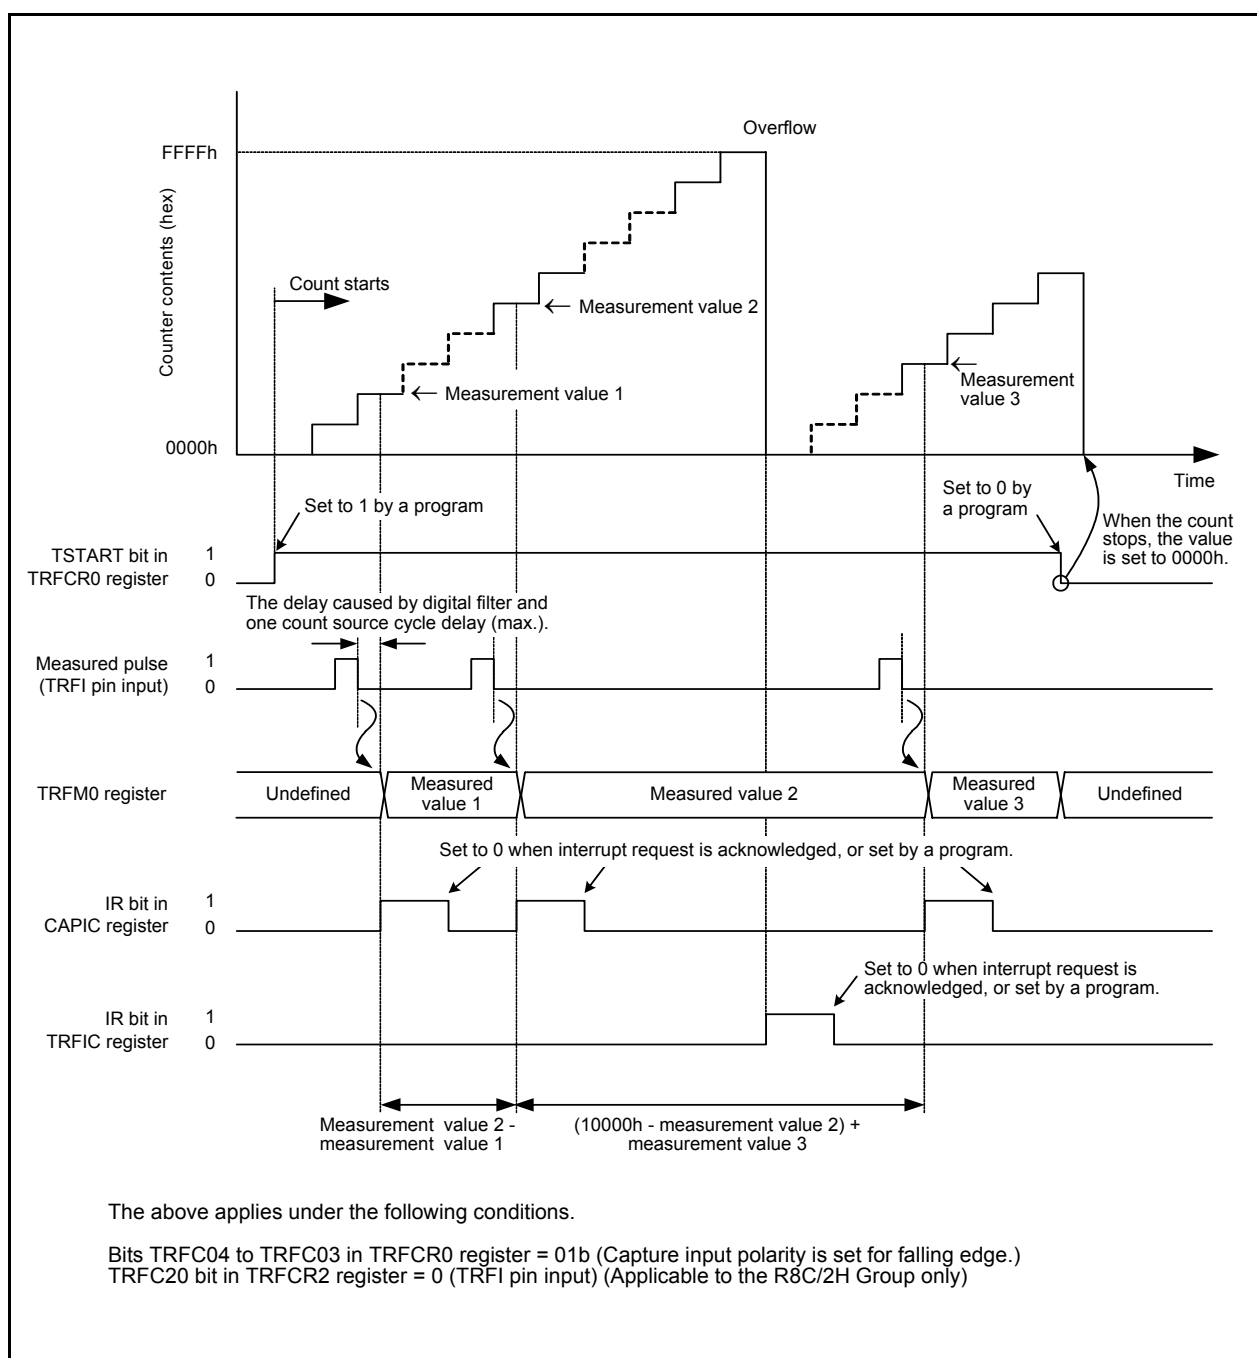 Overflow
FFFFh
Counter contents (hex)
Count starts
Measurement value 2
Measurement value 1
Measurement
value 3
0000h
Time
Set to 1 by a program
Set to 0 by
a program
When the count
stops, the value
is set to 0000h.
TSTART bit in
TRFCR0 register
1
0
The delay caused by digital filter and
one count source cycle delay (max.).
Measured pulse
(TRFI pin input)
1
0
TRFM0 register
Undefined
Measured
value 1
Measured value 2
Measured
value 3
Undefined
Set to 0 when interrupt request is acknowledged, or set by a program.
IR bit in
CAPIC register
1
0
Set to 0 when interrupt request is
acknowledged, or set by a program.
IR bit in
TRFIC register
1
0
Measurement value 2 -
measurement value 1
(10000h - measurement value 2) +
measurement value 3
The above applies under the following conditions.
Bits TRFC04 to TRFC03 in TRFCR0 register = 01b (Capture input polarity is set for falling edge.)
TRFC20 bit in TRFCR2 register = 0 (TRFI pin input) (Applicable to the R8C/2H Group only)